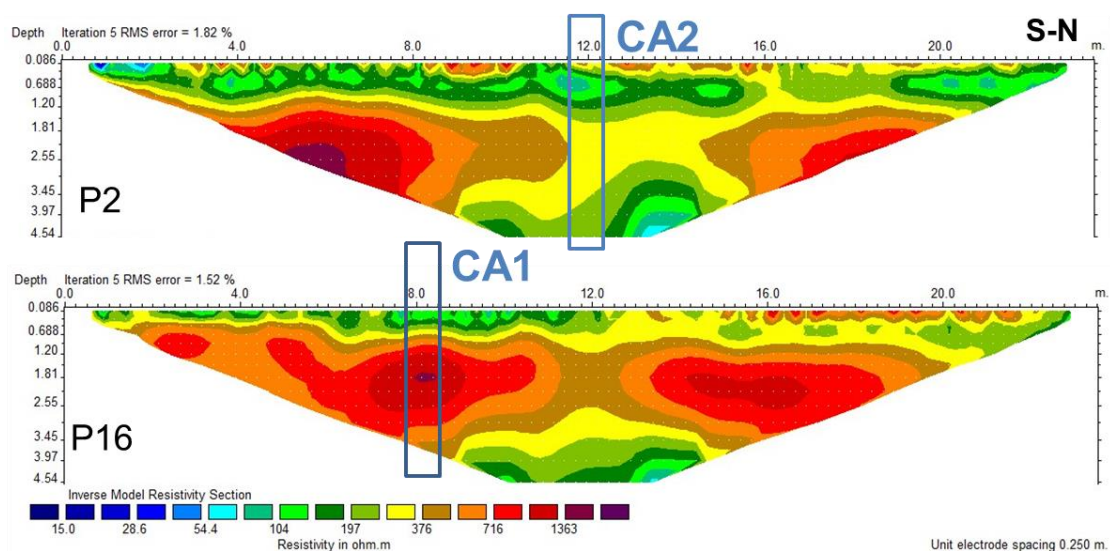 Depth Iteration 5 RMS error = 1.82 %
CA2
S-N
0.0 4.0 8.0 12.0 16.0 20.0 m.
0.086
0.688
1.20
1.81
2.55
3.45
3.97
4.54
P2
CA1
Depth Iteration 5 RMS error = 1.52 %
0.0 4.0 8.0 12.0 16.0 20.0 m.
0.086
0.688
1.20
1.81
2.55
3.45
3.97
4.54
P16
Inverse Model Resistivity Section
15.0 28.6 54.4 104 197 376 716 1363
Resistivity in ohm.m
Unit electrode spacing 0.250 m.